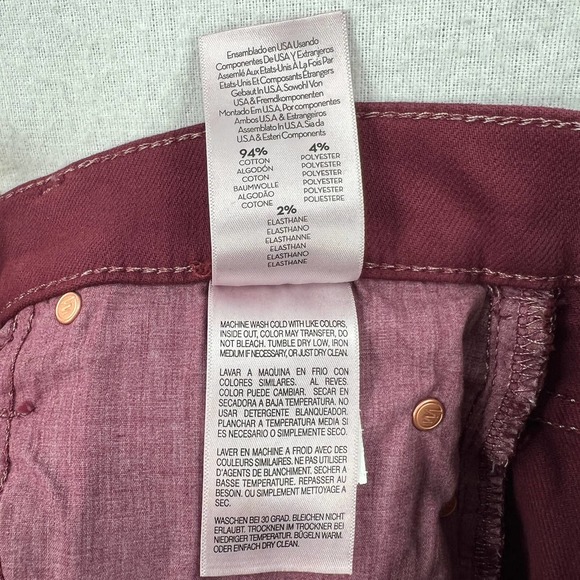 Ensamblado en USA Usando
Componentes De USA Y Extranjeros
Assemlé Aux Etats-Unis A La Fois Par
Etats-Unis Et Composants Étrangers
Gebaut In U.S.A, Sowohl Von
USA & Fremdkomponenten
Montado Em U.S.A, Por componentes
Ambos U.S.A & Estrangeiros
Assemblato In U.S.A, Sia da
U.S.A & Esteri Components
94%
COTTON
ALGODÓN
COTON
BAUMWOLLE
ALGODÃO
COTONE
4%
POLYESTER
POLYESTER
POLYESTER
POLYESTER
POLYESTER
POLIESTERE
2%
ELASTHANE
ELASTHANO
ELASTHANNE
ELASTHAN
ELASTHANO
ELASTHANE
MACHINE WASH COLD WITH LIKE COLORS,
INSIDE OUT, COLOR MAY TRANSFER, DO
NOT BLEACH. TUMBLE DRY LOW, IRON
MEDIUM IF NECESSARY, OR JUST DRY CLEAN.
LAVAR A MAQUINA EN FRIO CON
COLORES SIMILARES. AL REVES.
COLOR PUEDE CAMBIAR. SECAR EN
SECADORA A BAJA TEMPERATURA. NO
USAR DETERGENTE BLANQUEADOR.
PLANCHAR A TEMPERATURA MEDIA SI
ES NECESARIO O SIMPLEMENTE SECO.
LAVER EN MACHINE A FROID AVEC DES
COULEURS SIMILAIRES. NE PAS UTILISER
D'AGENTS DE BLANCHIMENT. SECHER A
BASSE TEMPERATURE. REPASSER AU
BESOIN. OU SIMPLEMENT NETTOYAGE A
SEC.
WASCHEN BEI 30 GRAD. BLEICHEN NICHT
ERLAUBT. TROCKNEN IM TROCKNER BEI
NIEDRIGER TEMPERATUR. BÜGELN WARM
ODER EINFACH DRY CLEAN.